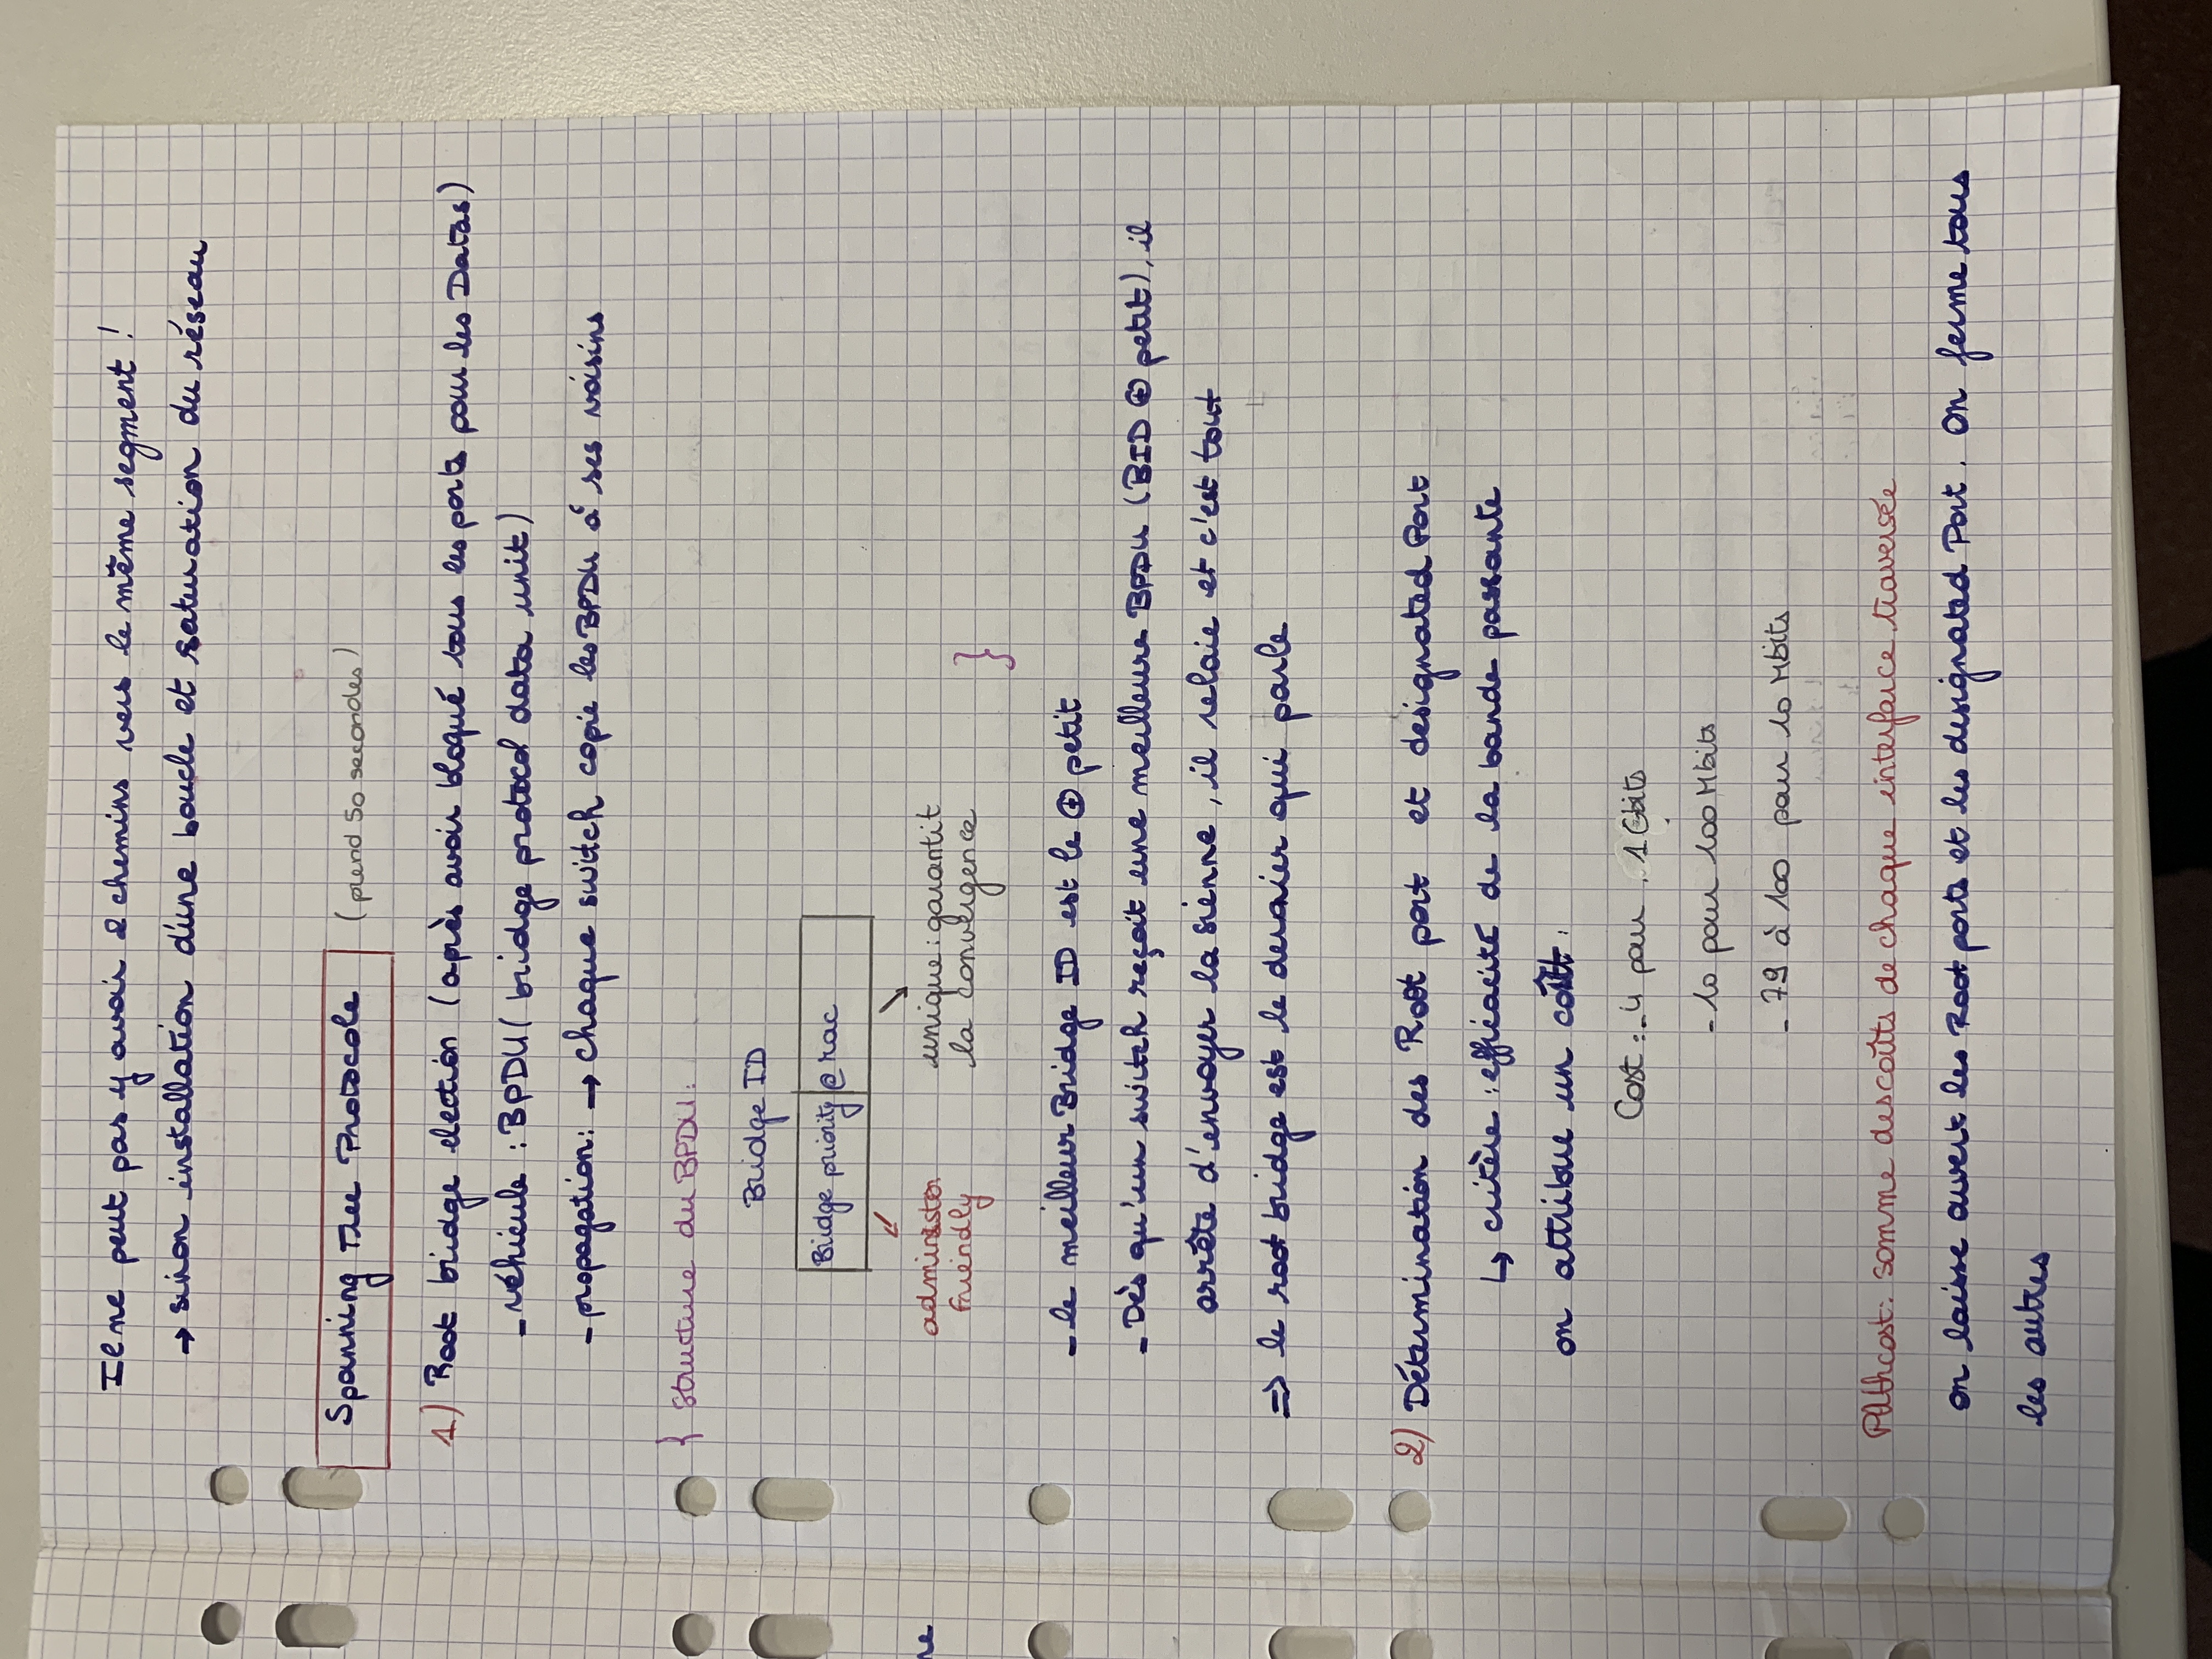 Il ne peut pas y avoir 2 chemins vers le même segment !
→ sinon installation d'une boucle et saturation du réseau
Spanning Tree Protocole (prend 50 secondes)
1) Root bridge election (après avoir bloqué tous les ports pour les Datas)
- véhicule : BPDU ( bridge protocol data unit )
- propagation : → chaque switch copie les BPDU à ses voisins
{ Structure du BPDU :
Bridge ID
Bridge priority @ Mac
administor unique : garantit
friendly la convergence }
- le meilleur Bridge ID est le ⊕ petit
- Dès qu'un switch reçoit une meilleure BPDU (BID ⊕ petit), il
arrête d'envoyer la sienne, il relaie et c'est tout
⇒ le root bridge est le dernier qui parle
2) Détermination des Root port et designated Port
↳ critère : efficacité de la bande passante
on attribue un coût :
Cost : - 4 pour 1 Gbits
- 10 pour 100 Mbits
- 79 à 100 pour 10 Mbits
PAthcost : somme des coûts de chaque interface traversée
on laisse ouvert les Root ports et les designated Port. On ferme tous
les autres